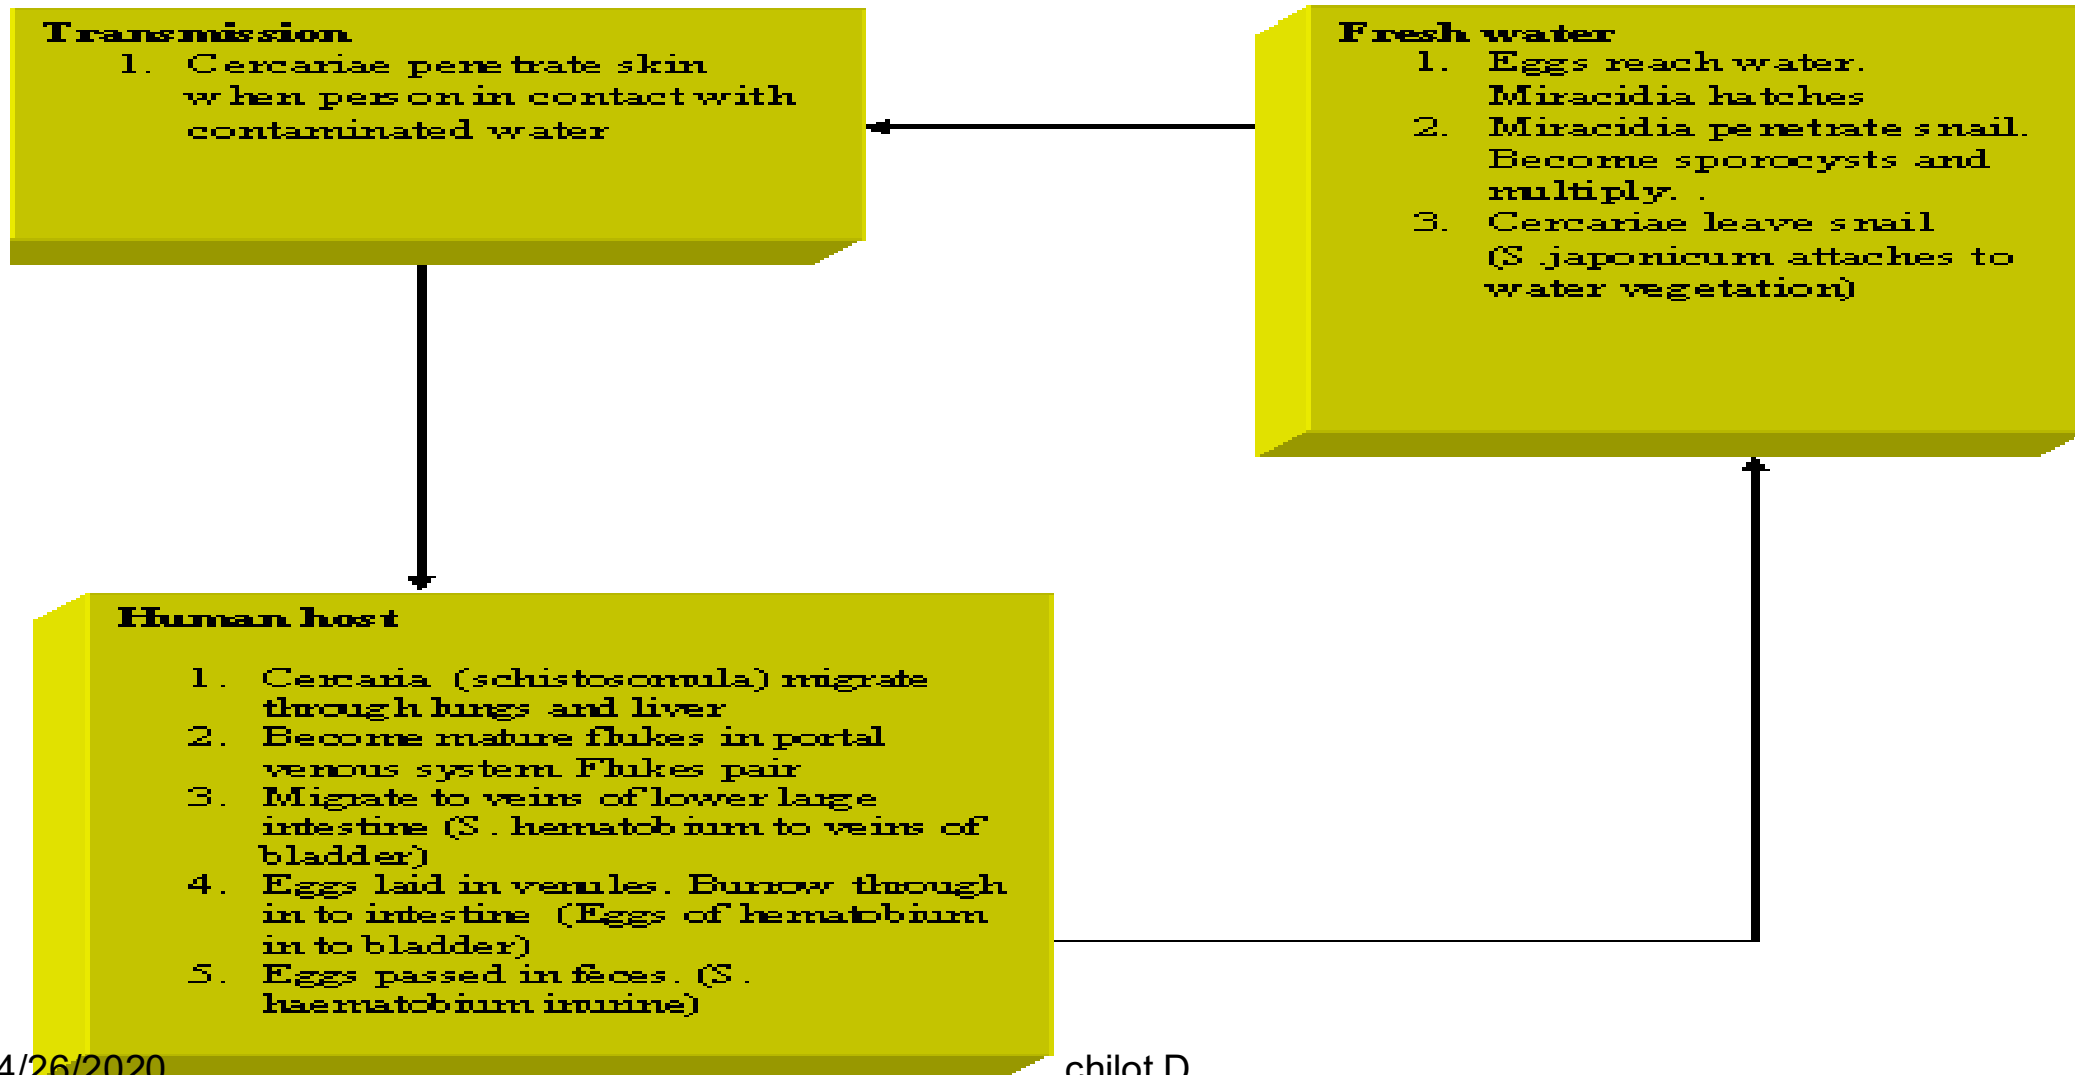 Transmission
1. Cercariae penetrate skin
when person in contact with
contaminated water
Fresh water
1. Eggs reach water.
Miracidia hatches
2. Miracidia penetrate snail.
Become sporocysts and
multiply. .
3. Cercariae leave snail
(S .japonicum attaches to
water vegetation)
Human host
1. Cercaria (schistosomula) migrate
through lungs and liver
2. Become mature flukes in portal
venous system. Flukes pair
3. Migrate to veins of lower large
intestine (S. hematobium to veins of
bladder)
4. Eggs laid in venules. Burrow through
in to intestine (Eggs of hematobium
in to bladder)
5. Eggs passed in feces. (S.
haematobium inurine)
4/26/2020
chilot D